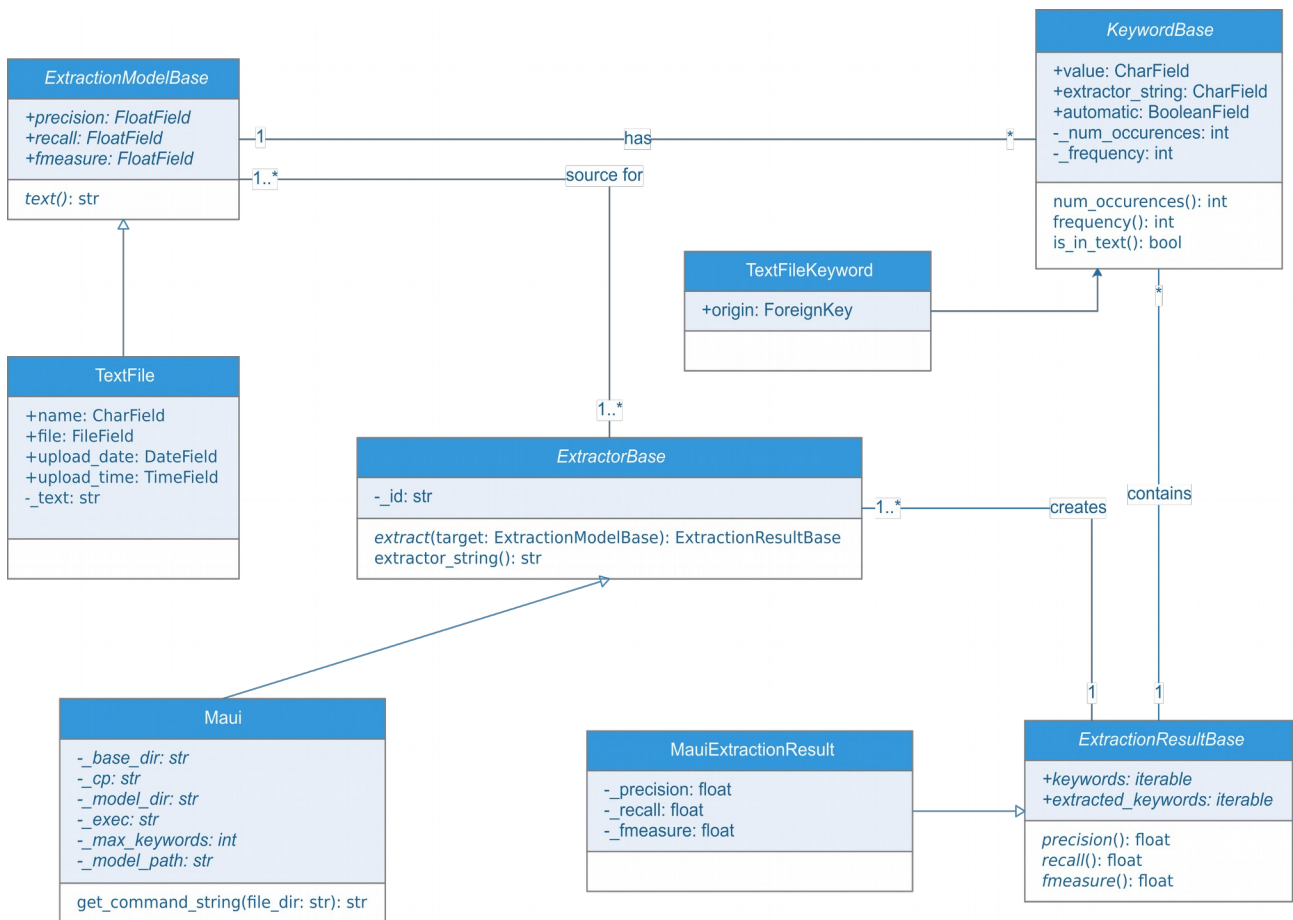 KeywordBase
+value: CharField
+extractor_string: CharField
+automatic: BooleanField
-_num_occurences: int
-_frequency: int
num_occurences(): int
frequency(): int
is_in_text(): bool
ExtractionModelBase
+precision: FloatField
+recall: FloatField
+fmeasure: FloatField
text(): str
1
has
*
1..*
source for
1..*
TextFileKeyword
+origin: ForeignKey
*
contains
1
TextFile
+name: CharField
+file: FileField
+upload_date: DateField
+upload_time: TimeField
-_text: str
ExtractorBase
-_id: str
extract(target: ExtractionModelBase): ExtractionResultBase
extractor_string(): str
1..*
creates
1
Maui
-_base_dir: str
-_cp: str
-_model_dir: str
-_exec: str
-_max_keywords: int
-_model_path: str
get_command_string(file_dir: str): str
MauiExtractionResult
-_precision: float
-_recall: float
-_fmeasure: float
ExtractionResultBase
+keywords: iterable
+extracted_keywords: iterable
precision(): float
recall(): float
fmeasure(): float